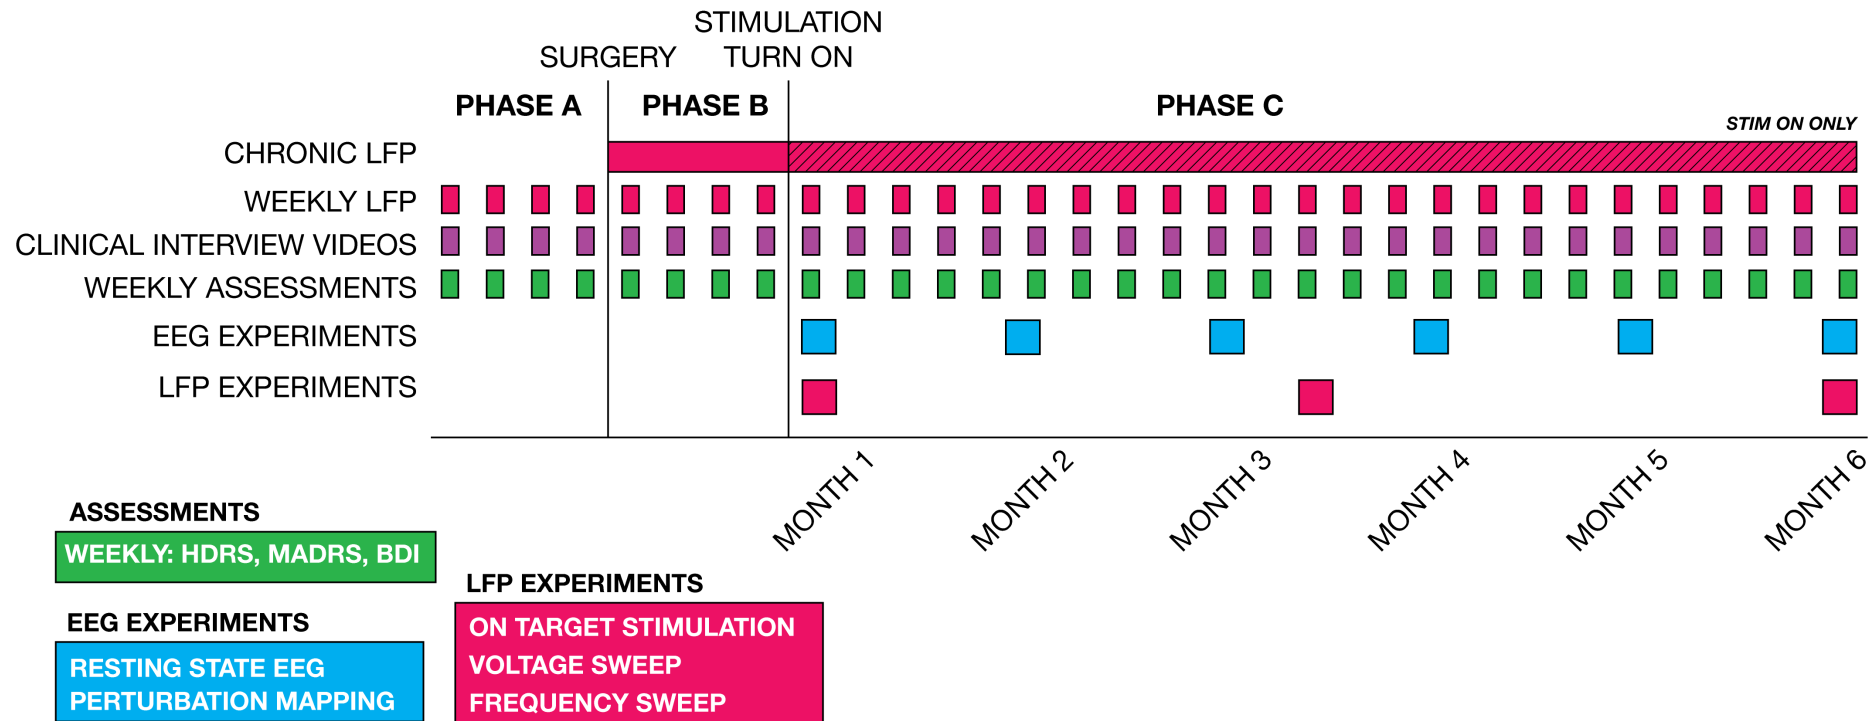 STIMULATION
SURGERY TURN ON
PHASE A PHASE B PHASE C
STIM ON ONLY
CHRONIC LFP
WEEKLY LFP
CLINICAL INTERVIEW VIDEOS
WEEKLY ASSESSMENTS
EEG EXPERIMENTS
LFP EXPERIMENTS
MONTH 1
MONTH 2
MONTH 3
MONTH 4
MONTH 5
MONTH 6
ASSESSMENTS
WEEKLY: HDRS, MADRS, BDI
EEG EXPERIMENTS
RESTING STATE EEG
PERTURBATION MAPPING
LFP EXPERIMENTS
ON TARGET STIMULATION
VOLTAGE SWEEP
FREQUENCY SWEEP